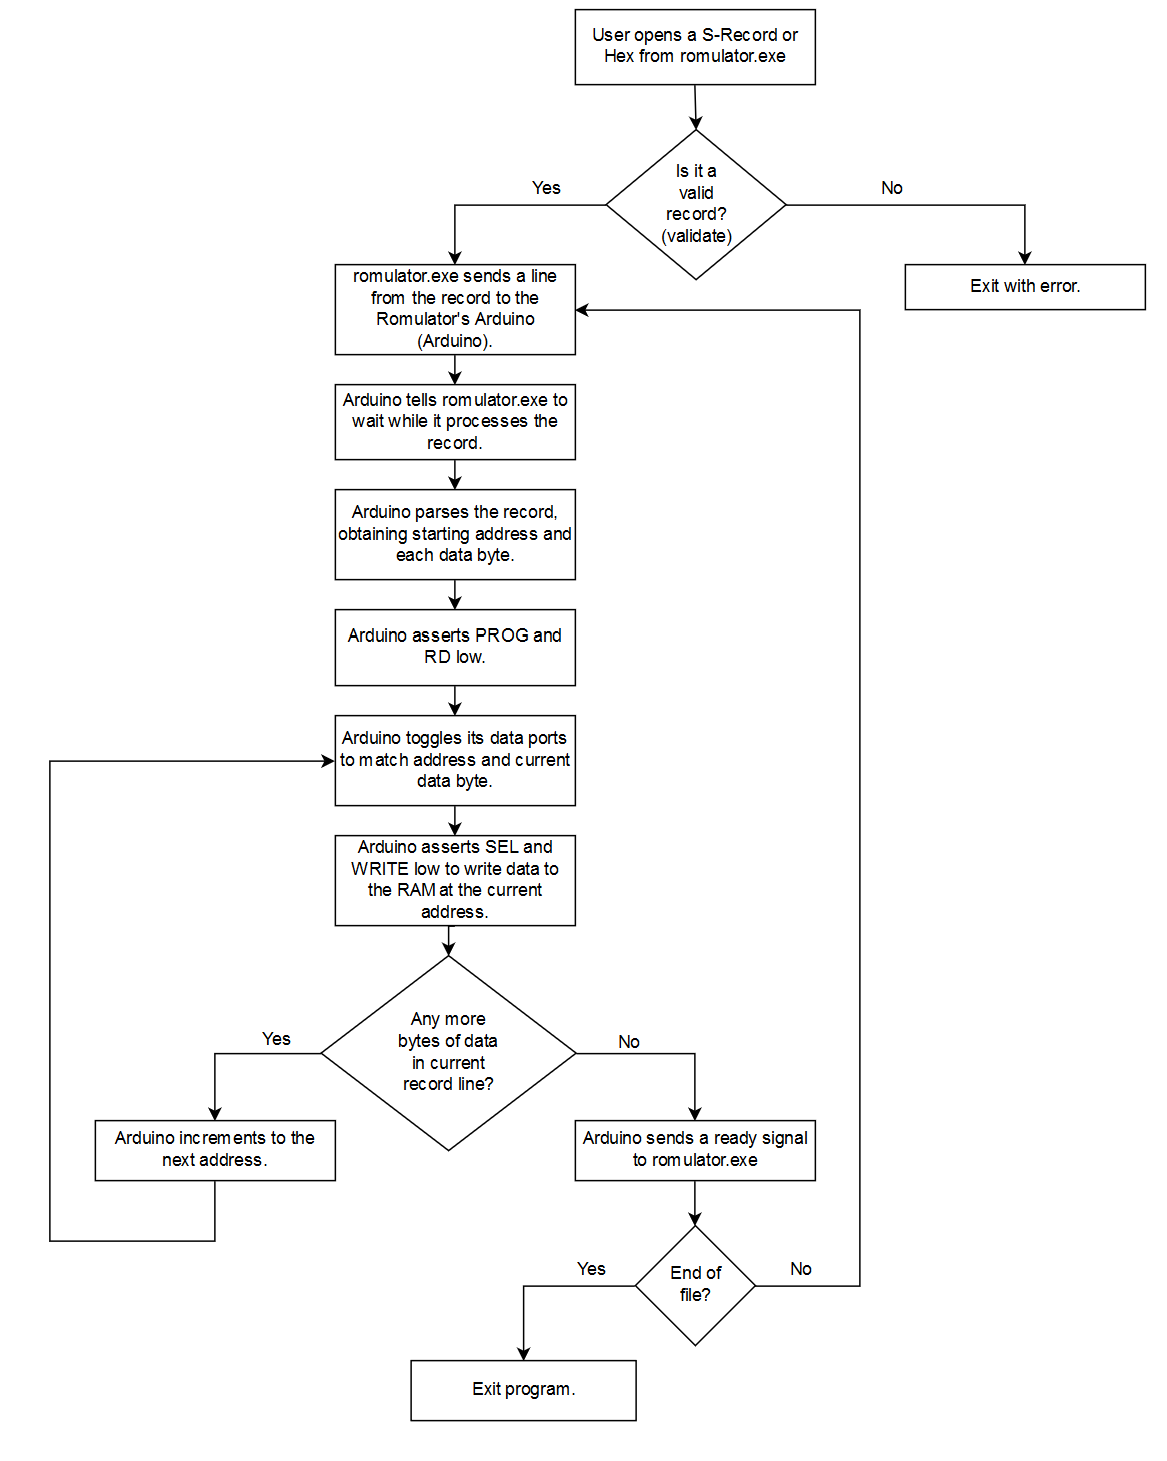 User opens a S-Record or
Hex from romulator.exe
Is it a
valid
record?
(validate)
Yes
No
romulator.exe sends a line
from the record to the
Romulator's Arduino
(Arduino).
Exit with error.
Arduino tells romulator.exe to
wait while it processes the
record.
Arduino parses the record,
obtaining starting address and
each data byte.
Arduino asserts PROG and
RD low.
Arduino toggles its data ports
to match address and current
data byte.
Arduino asserts SEL and
WRITE low to write data to
the RAM at the current
address.
Any more
bytes of data
in current
record line?
Yes
No
Arduino increments to the
next address.
Arduino sends a ready signal
to romulator.exe
End of
file?
Yes
No
Exit program.